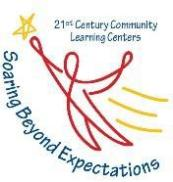 21st Century Community
Learning Centers
Soaring Beyond Expectations